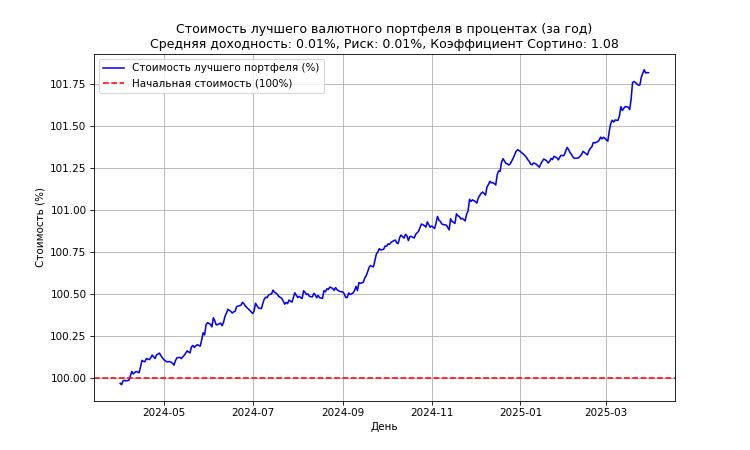 Стоимость лучшего валютного портфеля в процентах (за год)
Средняя доходность: 0.01%, Риск: 0.01%, Коэффициент Сортино: 1.08
Стоимость лучшего портфеля (%)
Начальная стоимость (100%)
Стоимость (%)
101.75
101.50
101.25
101.00
100.75
100.50
100.25
100.00
2024-05
2024-07
2024-09
2024-11
2025-01
2025-03
День